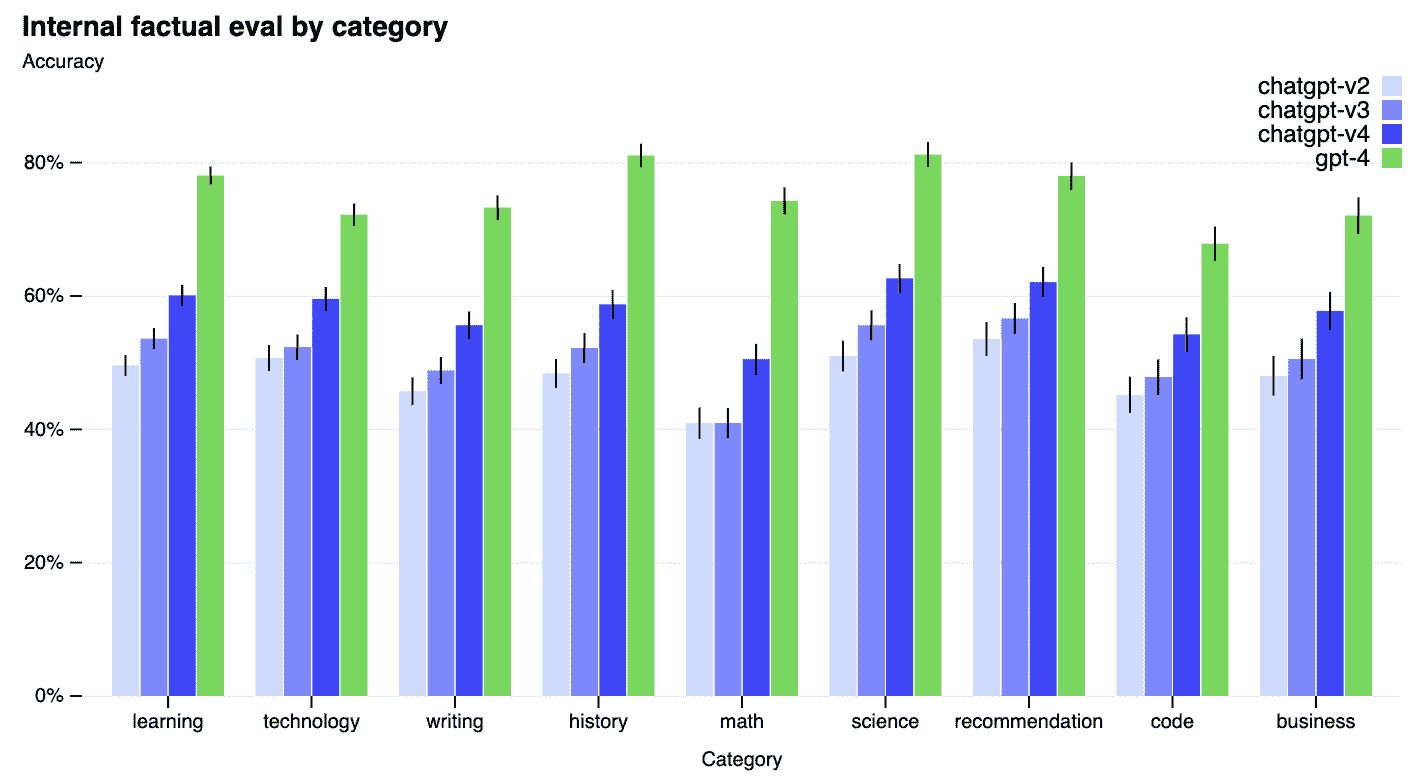 Internal factual eval by category
Accuracy
chatgpt-v2
chatgpt-v3
chatgpt-v4
gpt-4
80%
60%
40%
20%
0%
learning technology writing history math science recommendation code business
Category